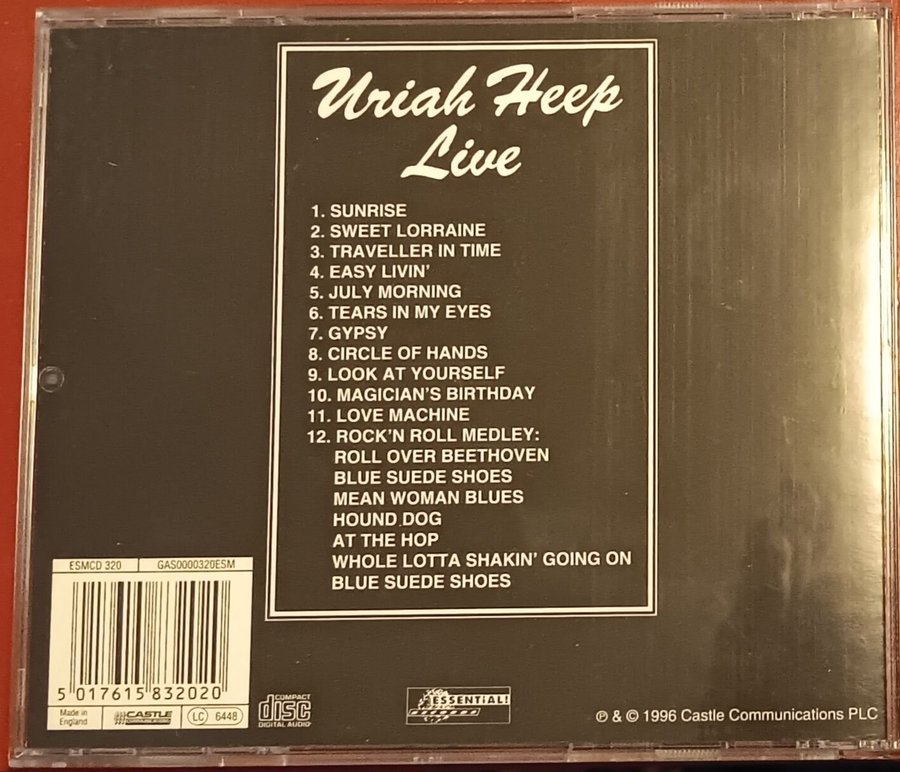 Uriah Heep
Live
1. SUNRISE
2. SWEET LORRAINE
3. TRAVELLER IN TIME
4. EASY LIVIN'
5. JULY MORNING
6. TEARS IN MY EYES
7. GYPSY
8. CIRCLE OF HANDS
9. LOOK AT YOURSELF
10. MAGICIAN'S BIRTHDAY
11. LOVE MACHINE
12. ROCK'N ROLL MEDLEY:
ROLL OVER BEETHOVEN
BLUE SUEDE SHOES
MEAN WOMAN BLUES
HOUND DOG
AT THE HOP
WHOLE LOTTA SHAKIN' GOING ON
BLUE SUEDE SHOES
ESMCD 320 GAS0000320ESM
5 017615 832020
Made in
England
CASTLE
LC 6448
COMPACT
disc
DIGITAL AUDIO
ESSENTIAL!
℗ & © 1996 Castle Communications PLC